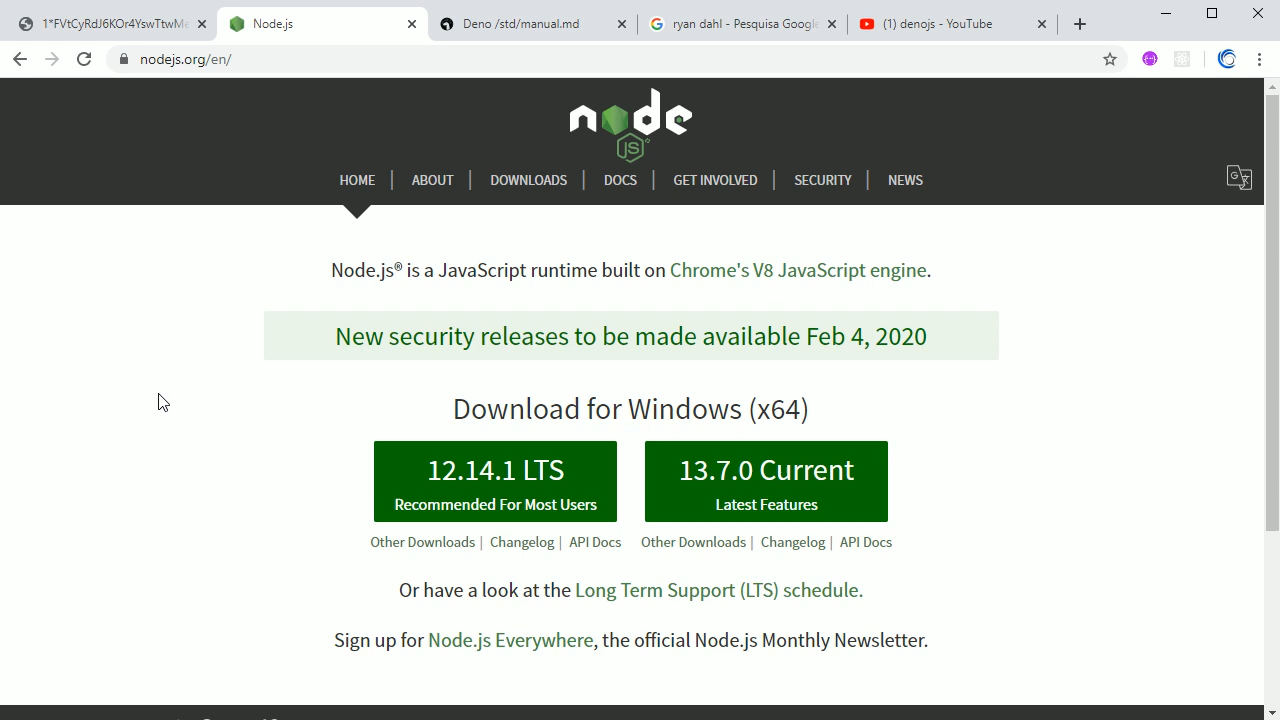 1*FVtCyRdJ6KOr4YswTtwMe
Node.js
Deno /std/manual.md
ryan dahl - Pesquisa Google
(1) denojs - YouTube
nodejs.org/en/
node
JS
HOME | ABOUT | DOWNLOADS | DOCS | GET INVOLVED | SECURITY | NEWS
Node.js® is a JavaScript runtime built on Chrome's V8 JavaScript engine.
New security releases to be made available Feb 4, 2020
Download for Windows (x64)
12.14.1 LTS
Recommended For Most Users
13.7.0 Current
Latest Features
Other Downloads | Changelog | API Docs
Other Downloads | Changelog | API Docs
Or have a look at the Long Term Support (LTS) schedule.
Sign up for Node.js Everywhere, the official Node.js Monthly Newsletter.